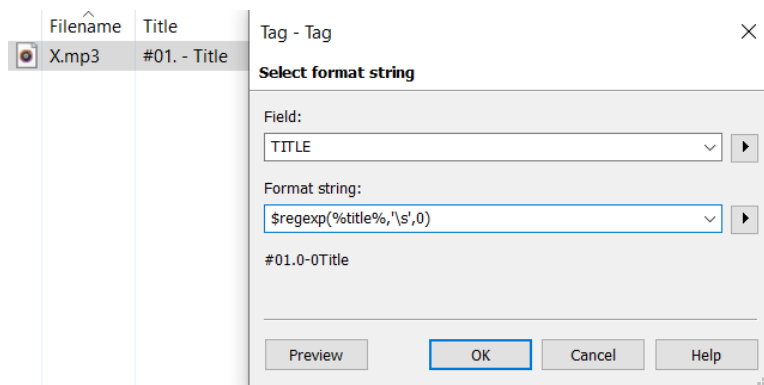 Filename Title
X.mp3 #01. - Title
Tag - Tag
Select format string
Field:
TITLE
Format string:
$regexp(%title%,'\s',0)
#01.0-0Title
Preview OK Cancel Help